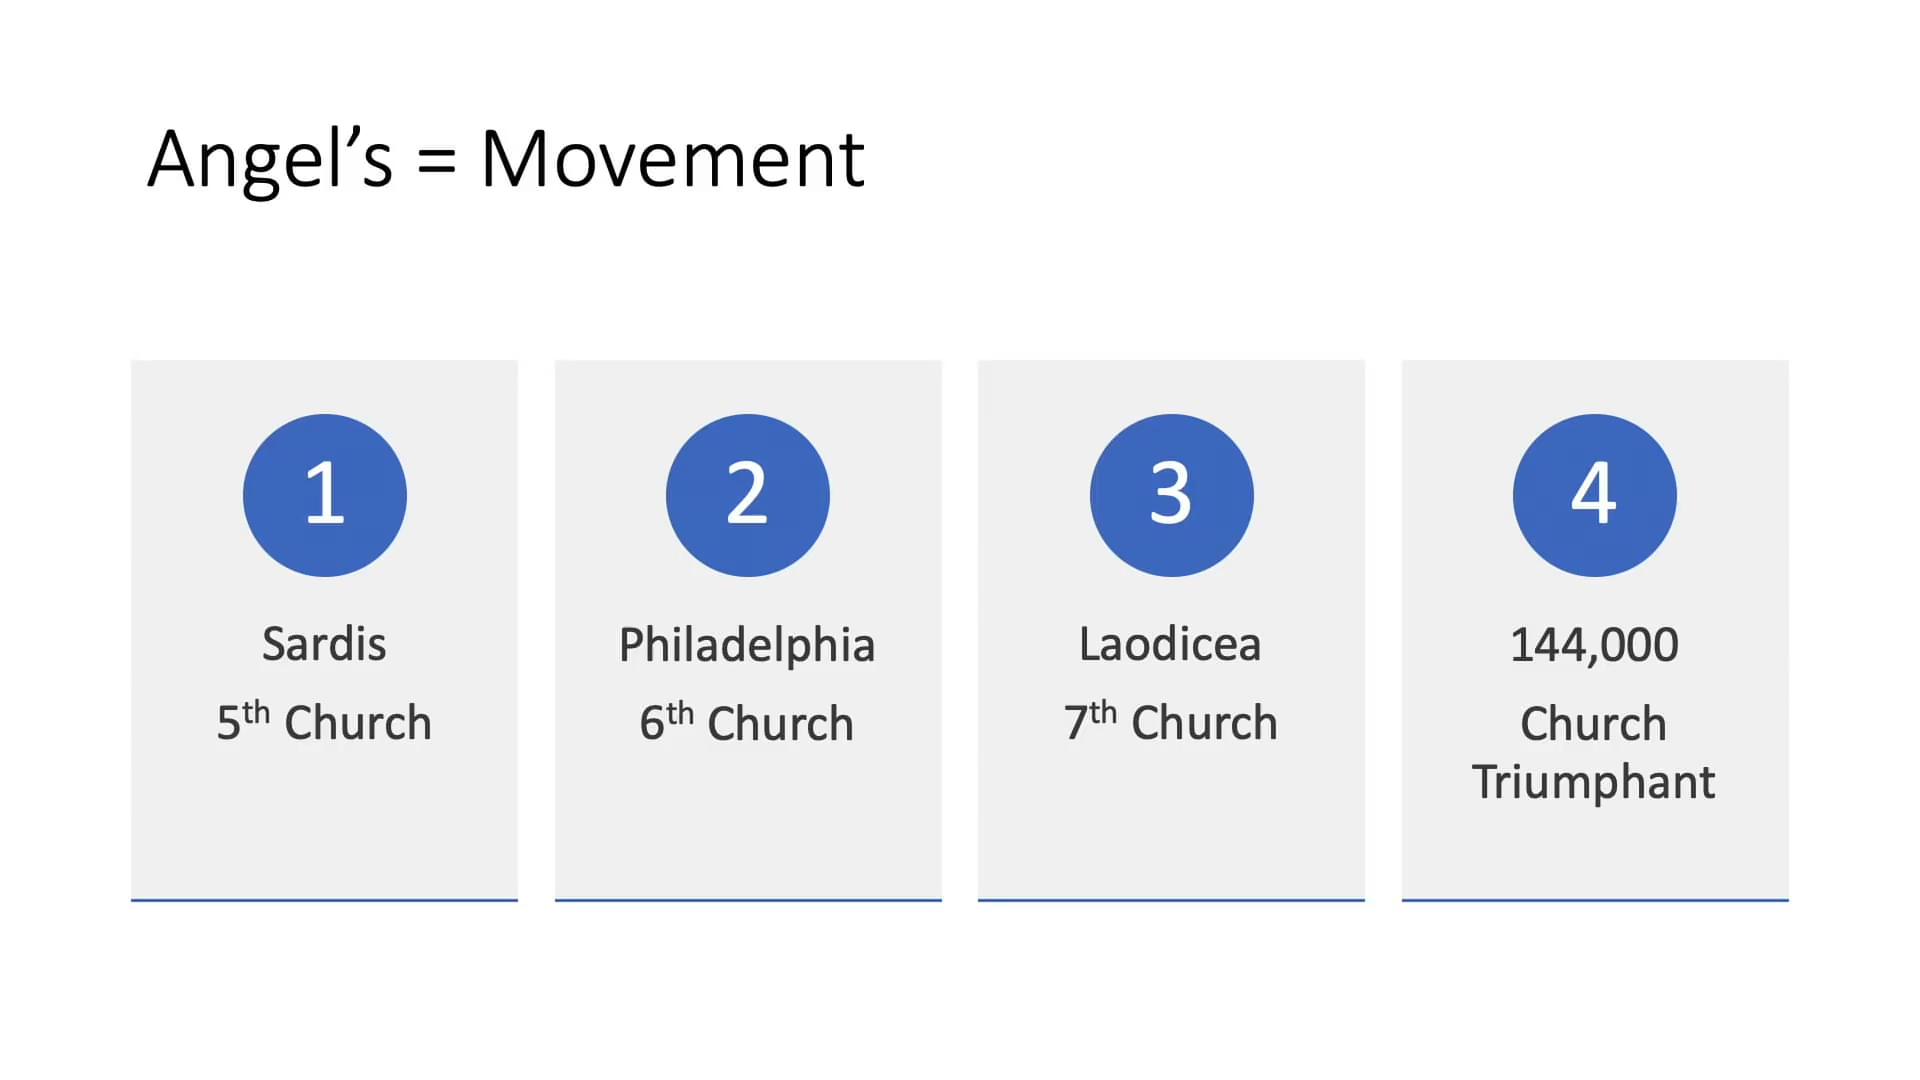 Angel’s = Movement
1
Sardis
5th Church
2
Philadelphia
6th Church
3
Laodicea
7th Church
4
144,000
Church
Triumphant